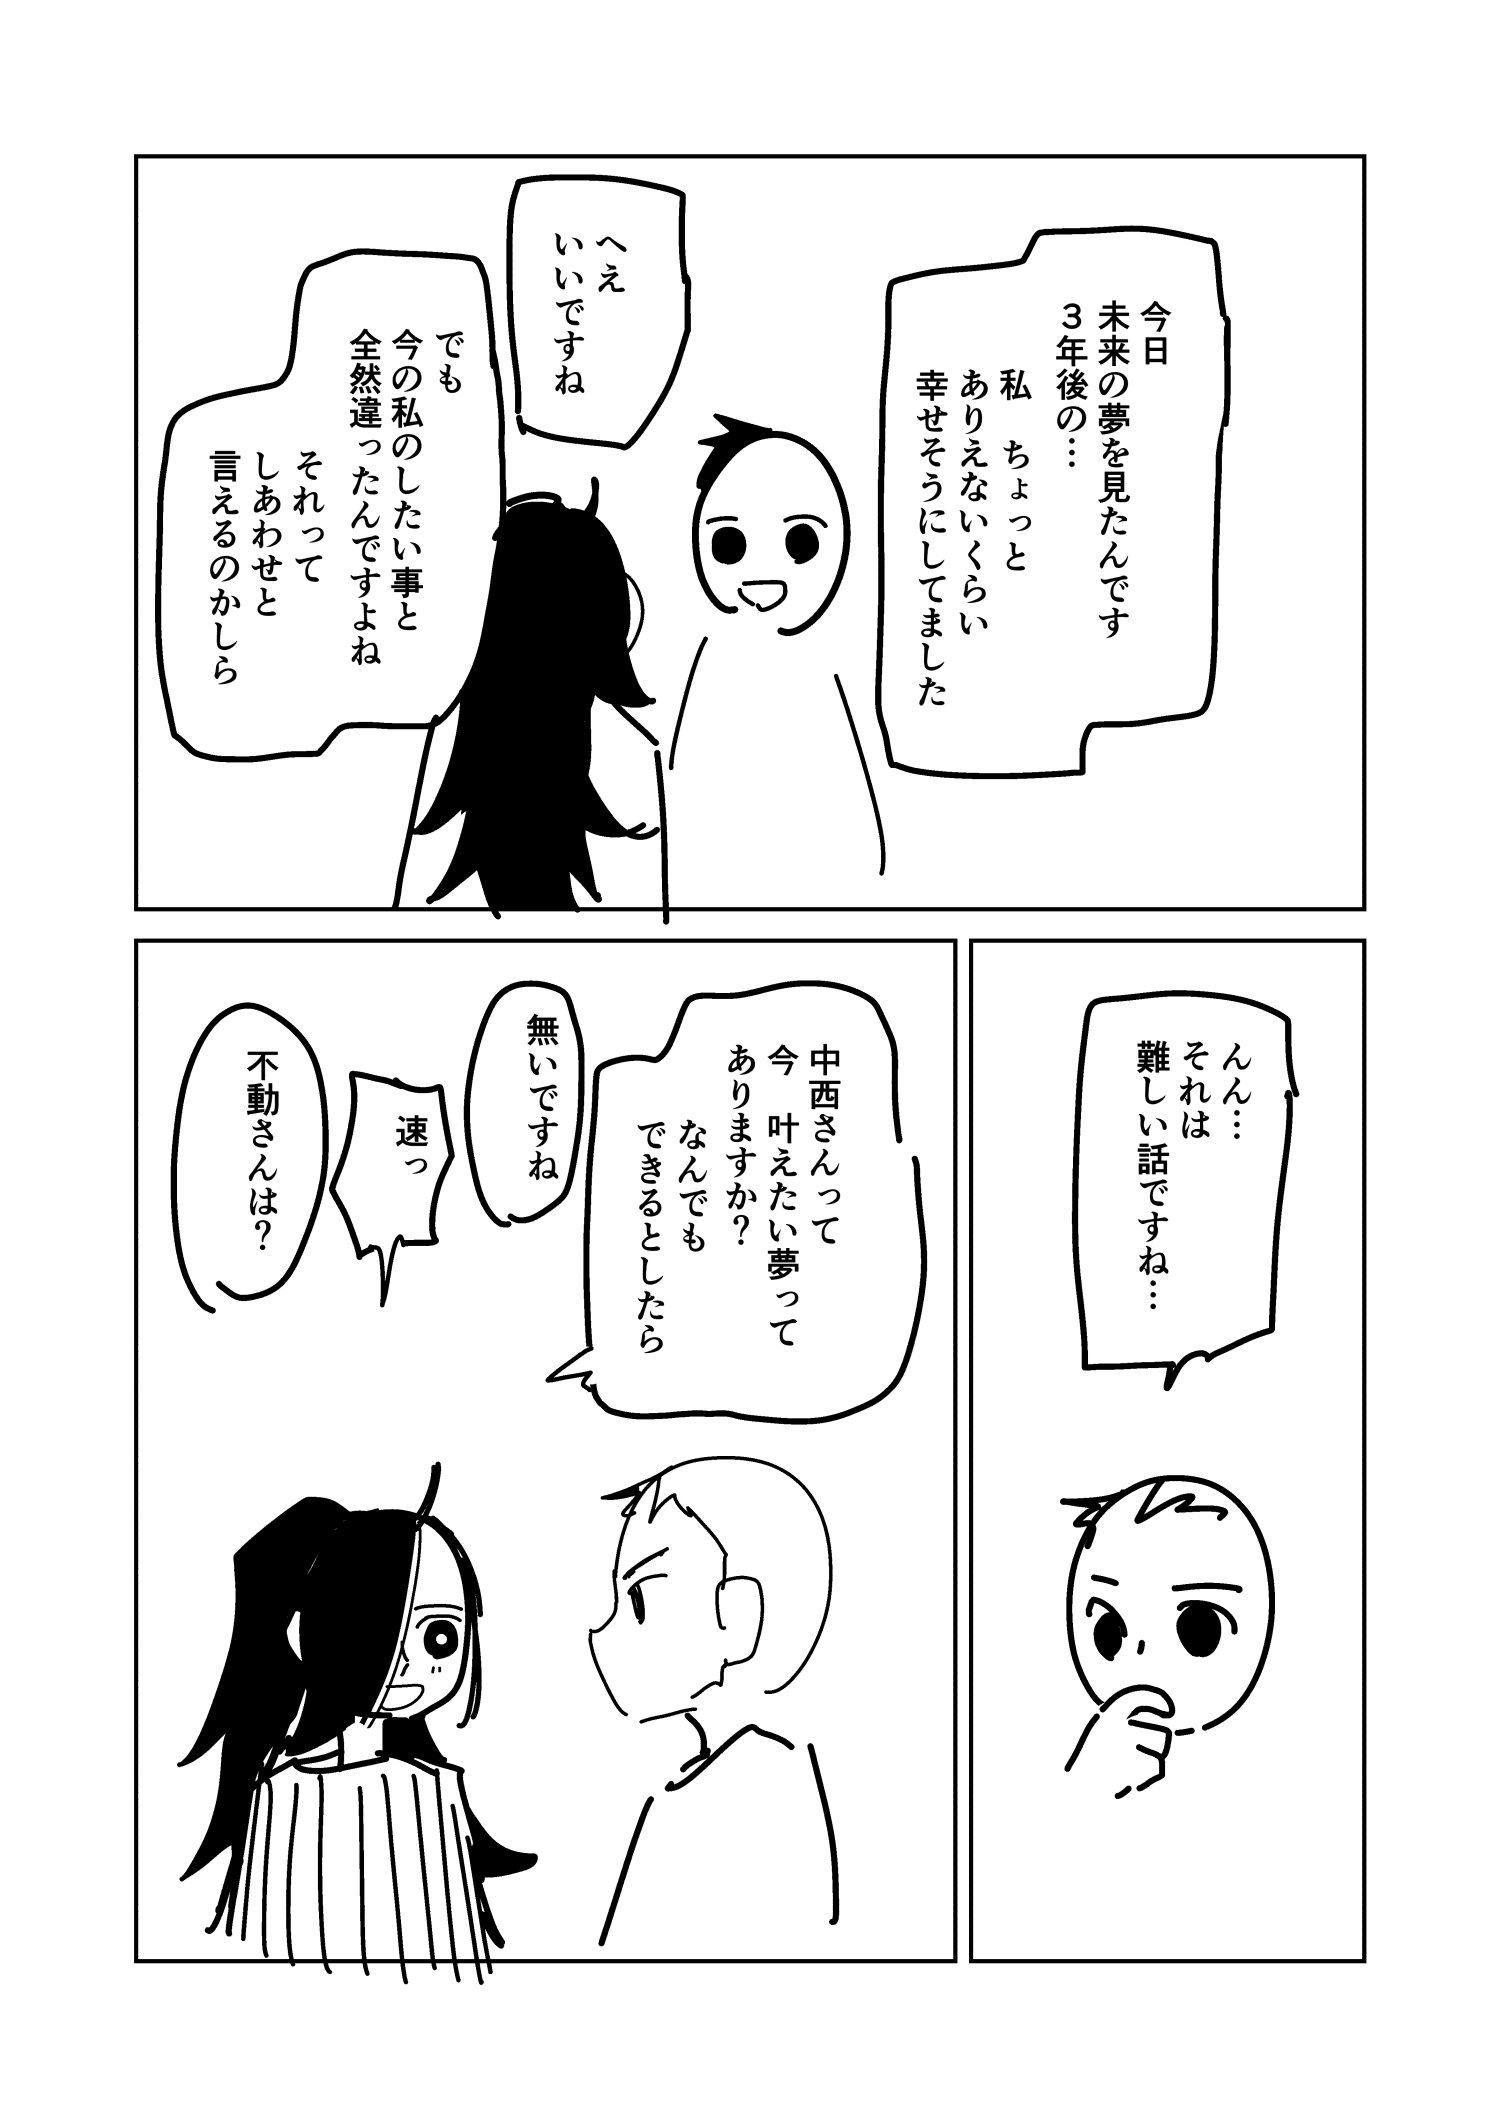 今日
未来の夢を見たんです
３年後の…
私　ちょっと
ありえないくらい
幸せそうにしてました
へえ
いいですね
でも
今の私のしたい事と
全然違ったんですよね
それって
しあわせと
言えるのかしら
んん…
それは
難しい話ですね…
中西さんって
今　叶えたい夢って
ありますか？
なんでも
できるとしたら
無いですね
速っ
不動さんは？